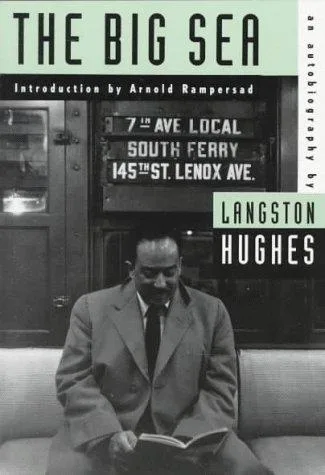 THE BIG SEA
Introduction by Arnold Rampersad
an autobiography by
7TH AVE. LOCAL
SOUTH FERRY
145TH ST. LENOX AVE.
LANGSTON
HUGHES